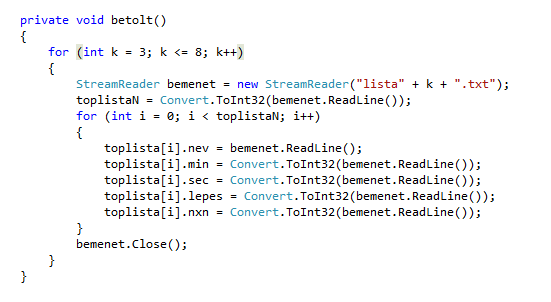 private void betolt()
{
    for (int k = 3; k <= 8; k++)
    {
        StreamReader bemenet = new StreamReader("lista" + k + ".txt");
        toplistaN = Convert.ToInt32(bemenet.ReadLine());
        for (int i = 0; i < toplistaN; i++)
        {
            toplista[i].nev = bemenet.ReadLine();
            toplista[i].min = Convert.ToInt32(bemenet.ReadLine());
            toplista[i].sec = Convert.ToInt32(bemenet.ReadLine());
            toplista[i].lepes = Convert.ToInt32(bemenet.ReadLine());
            toplista[i].nxn = Convert.ToInt32(bemenet.ReadLine());
        }
        bemenet.Close();
    }
}